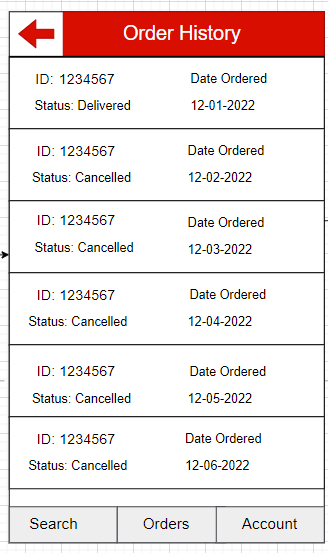 Order History
ID: 1234567 Date Ordered
Status: Delivered 12-01-2022
ID: 1234567 Date Ordered
Status: Cancelled 12-02-2022
ID: 1234567 Date Ordered
Status: Cancelled 12-03-2022
ID: 1234567 Date Ordered
Status: Cancelled 12-04-2022
ID: 1234567 Date Ordered
Status: Cancelled 12-05-2022
ID: 1234567 Date Ordered
Status: Cancelled 12-06-2022
Search Orders Account